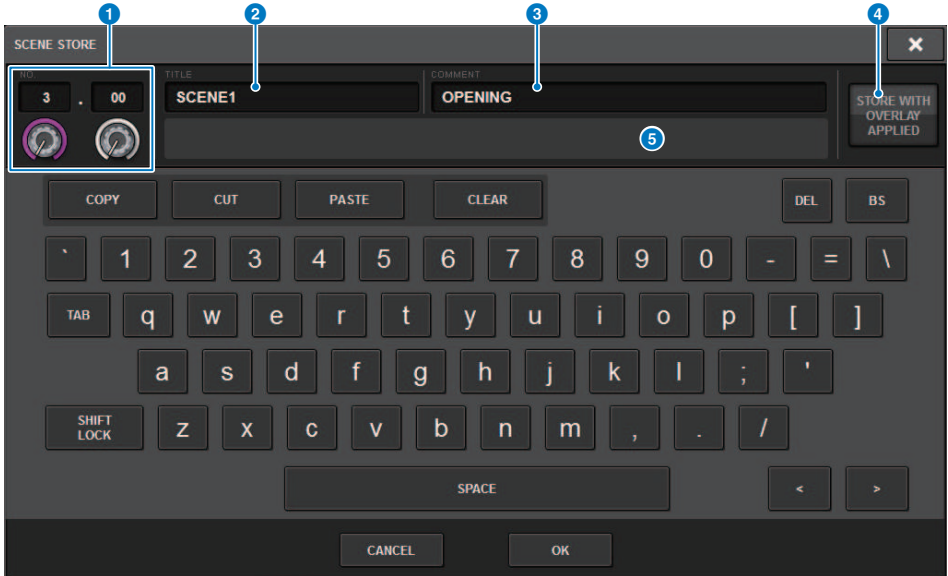 1 2 3 4
SCENE STORE
NO. TITLE COMMENT
3 . 00 SCENE1 OPENING
STORE WITH
OVERLAY
APPLIED
5
COPY CUT PASTE CLEAR DEL BS
` 1 2 3 4 5 6 7 8 9 0 - = \
TAB q w e r t y u i o p [ ]
a s d f g h j k l ; '
SHIFT
LOCK
z x c v b n m , . /
SPACE < >
CANCEL OK